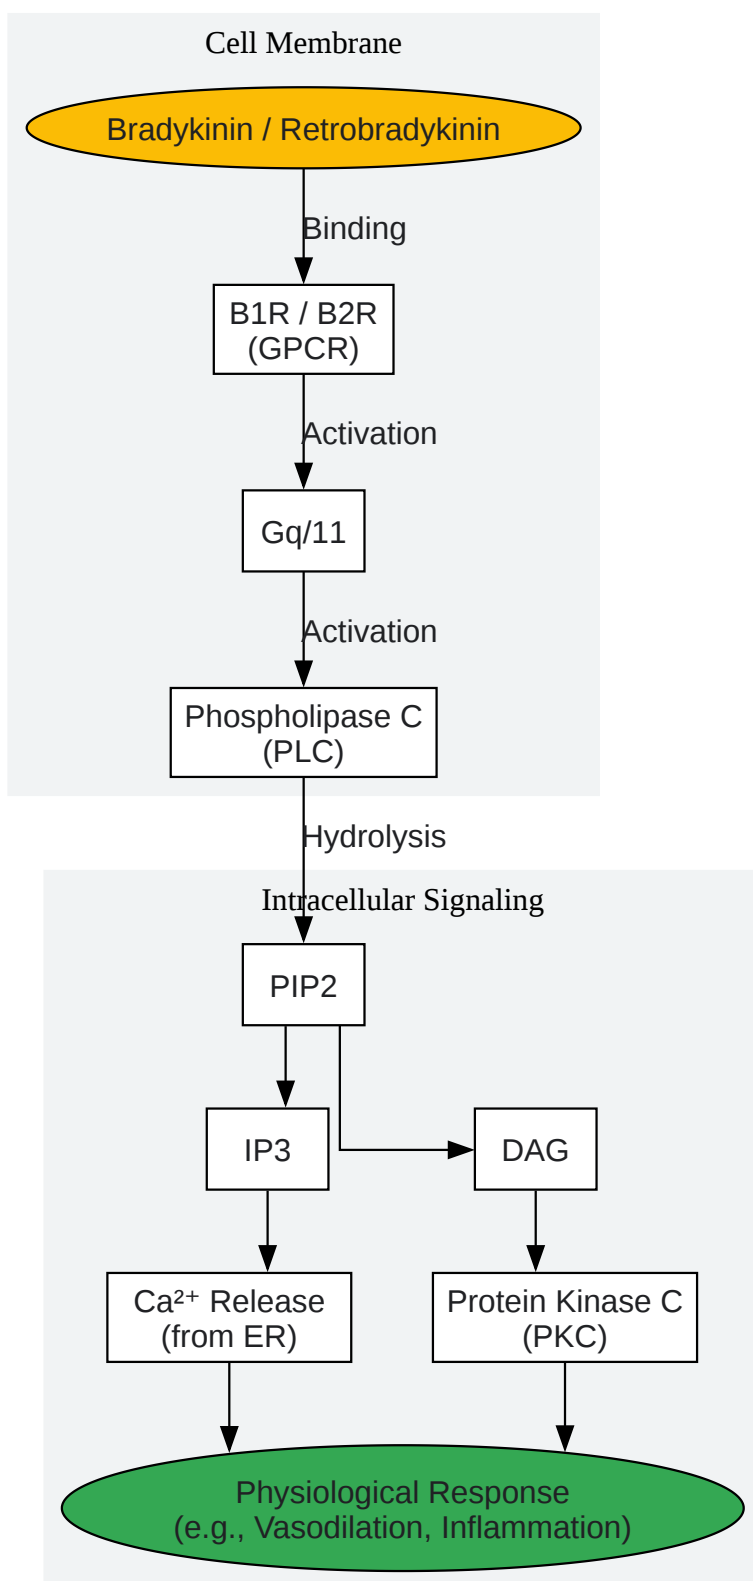 Cell Membrane
Bradykinin / Retrobradykinin
Binding
B1R / B2R
(GPCR)
Activation
Gq/11
Activation
Phospholipase C
(PLC)
Hydrolysis
Intracellular Signaling
PIP2
IP3
DAG
Ca²⁺ Release
(from ER)
Protein Kinase C
(PKC)
Physiological Response
(e.g., Vasodilation, Inflammation)